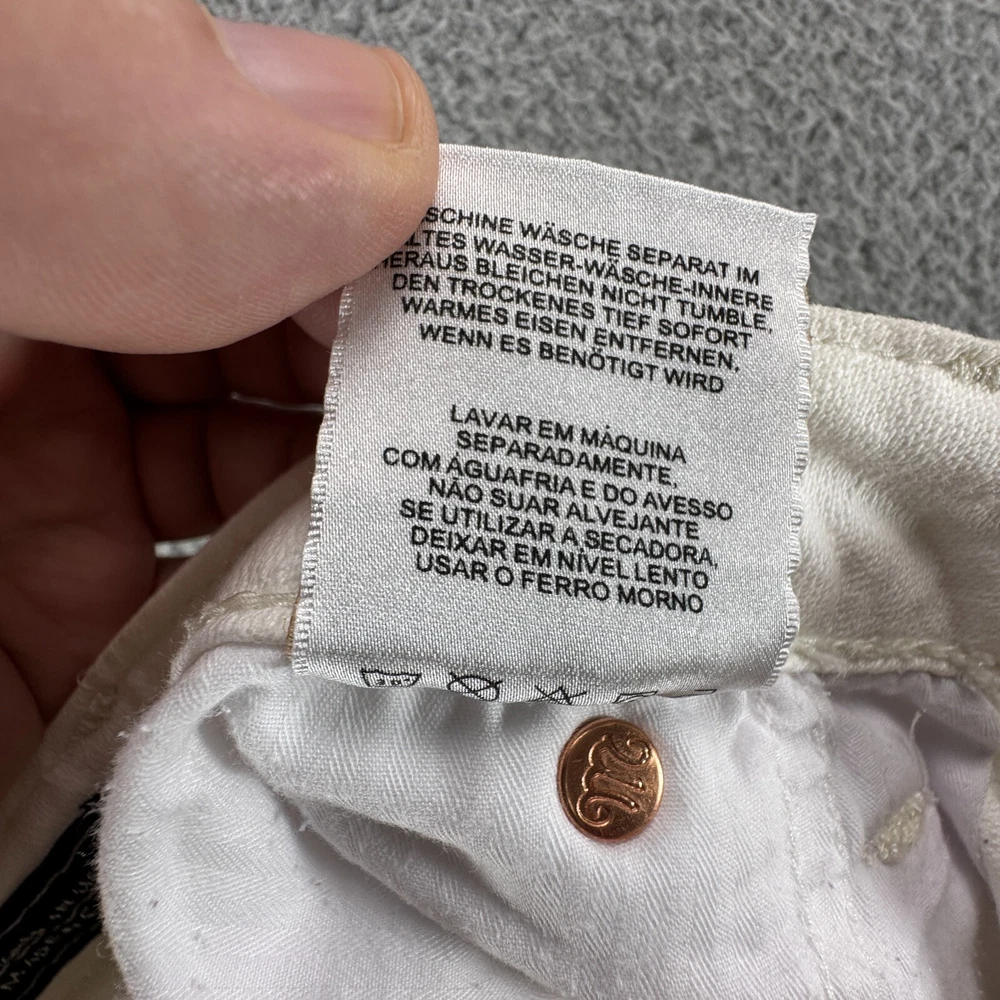 SCHINE WÄSCHE SEPARAT IM
LTES WASSER-WÄSCHE-INNERE
HERAUS BLEICHEN NICHT TUMBLE,
DEN TROCKENES TIEF SOFORT
WARMES EISEN ENTFERNEN,
WENN ES BENÖTIGT WIRD
LAVAR EM MÁQUINA
SEPARADAMENTE,
COM ÁGUAFRIA E DO AVESSO
NÃO SUAR ALVEJANTE
SE UTILIZAR A SECADORA,
DEIXAR EM NÍVEL LENTO
USAR O FERRO MORNO